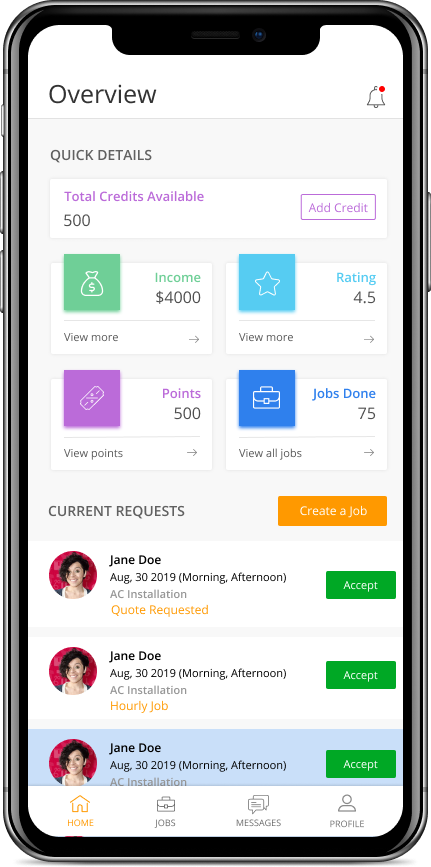 Overview
QUICK DETAILS
Total Credits Available
500
Add Credit
Income
$4000
View more
Rating
4.5
View more
Points
500
View points
Jobs Done
75
View all jobs
CURRENT REQUESTS
Create a Job
Jane Doe
Aug, 30 2019 (Morning, Afternoon)
AC Installation
Quote Requested
Accept
Jane Doe
Aug, 30 2019 (Morning, Afternoon)
AC Installation
Hourly Job
Accept
Jane Doe
Aug, 30 2019 (Morning, Afternoon)
AC Installation
Accept
HOME
JOBS
MESSAGES
PROFILE